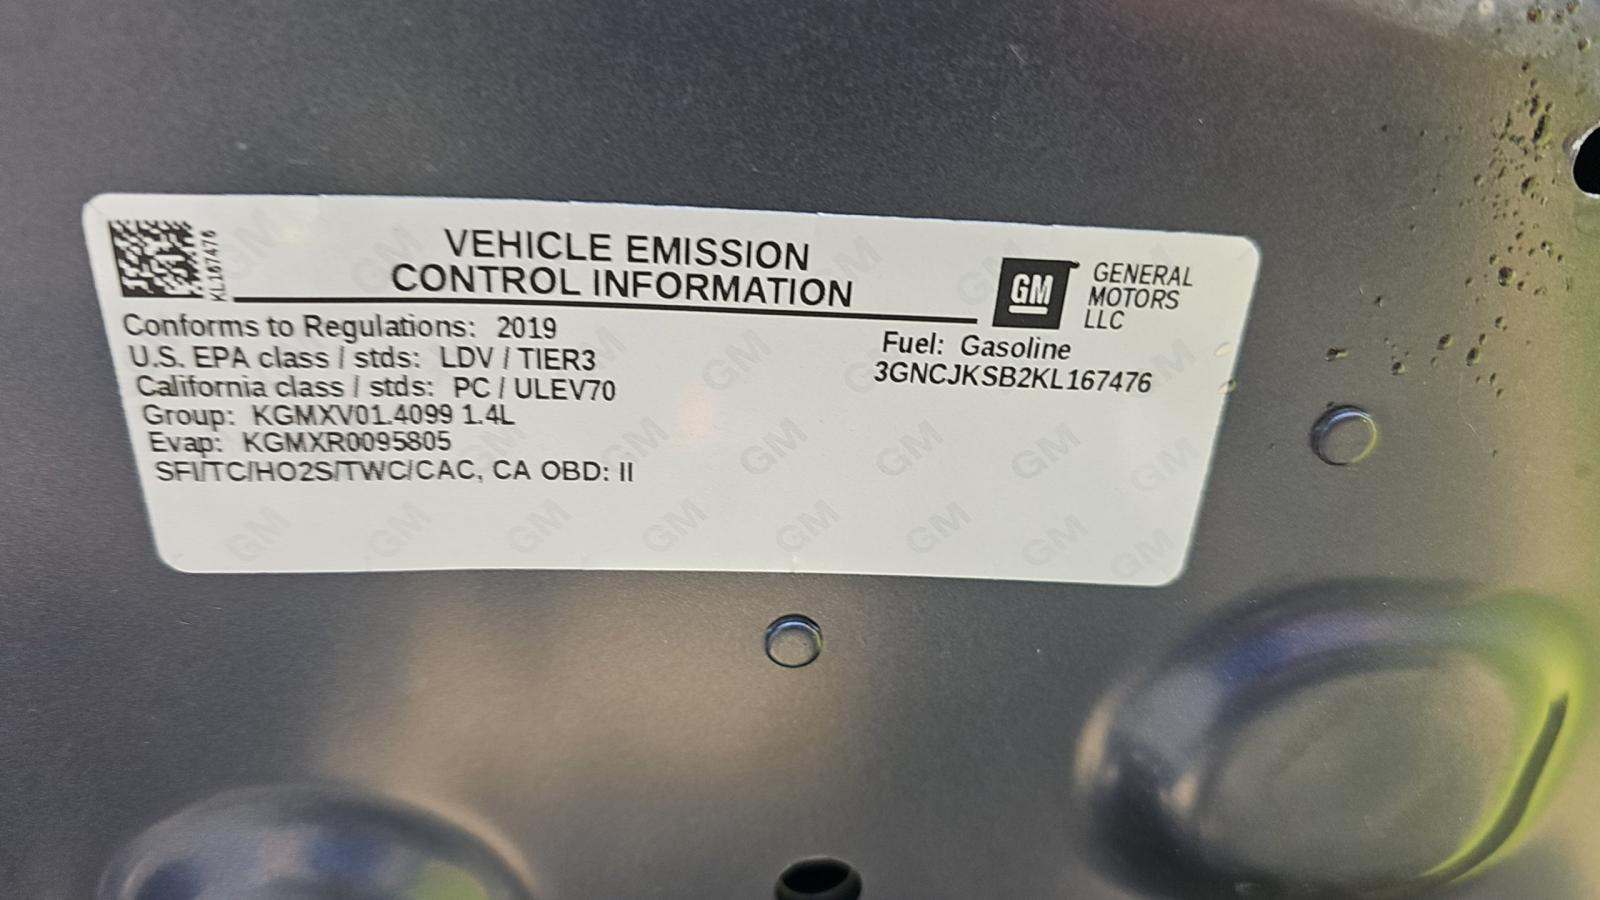 KL167476
VEHICLE EMISSION
CONTROL INFORMATION
GM
GENERAL
MOTORS
LLC
Conforms to Regulations: 2019
U.S. EPA class / stds: LDV / TIER3
California class / stds: PC / ULEV70
Group: KGMXV01.4099 1.4L
Evap: KGMXR0095805
SFI/TC/HO2S/TWC/CAC, CA OBD: II
Fuel: Gasoline
3GNCJKSB2KL167476